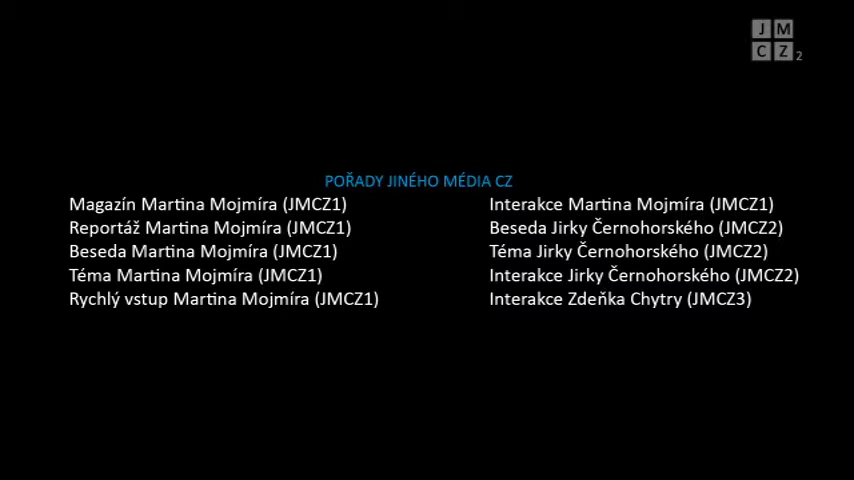 J M
C Z 2
POŘADY JINÉHO MÉDIA CZ
Magazín Martina Mojmíra (JMCZ1)
Reportáž Martina Mojmíra (JMCZ1)
Beseda Martina Mojmíra (JMCZ1)
Téma Martina Mojmíra (JMCZ1)
Rychlý vstup Martina Mojmíra (JMCZ1)
Interakce Martina Mojmíra (JMCZ1)
Beseda Jirky Černohorského (JMCZ2)
Téma Jirky Černohorského (JMCZ2)
Interakce Jirky Černohorského (JMCZ2)
Interakce Zdeňka Chytry (JMCZ3)